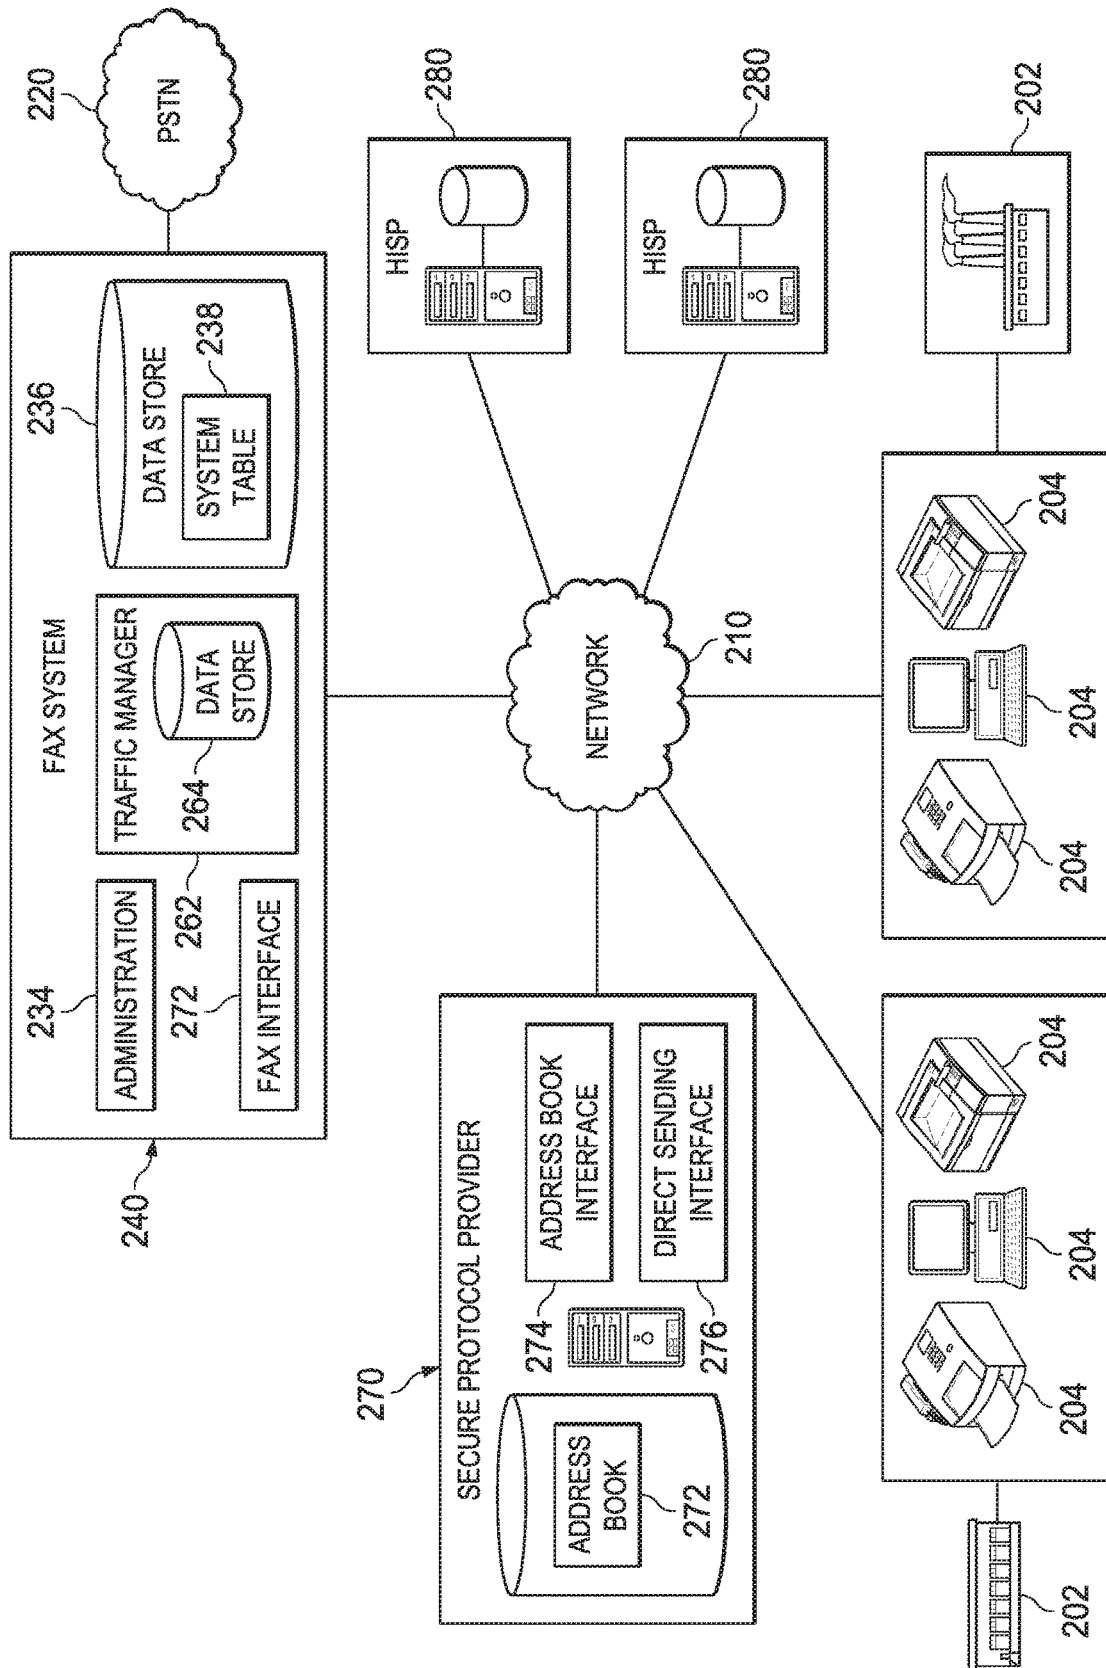 240
FAX SYSTEM
220
PSTN
234
ADMINISTRATION
262
TRAFFIC MANAGER
264
DATA
STORE
236
DATA STORE
238
SYSTEM
TABLE
272
FAX INTERFACE
270
SECURE PROTOCOL PROVIDER
ADDRESS
BOOK
272
274
ADDRESS BOOK
INTERFACE
276
DIRECT SENDING
INTERFACE
NETWORK
210
HISP
280
HISP
280
202
204
204
204
204
204
204
202